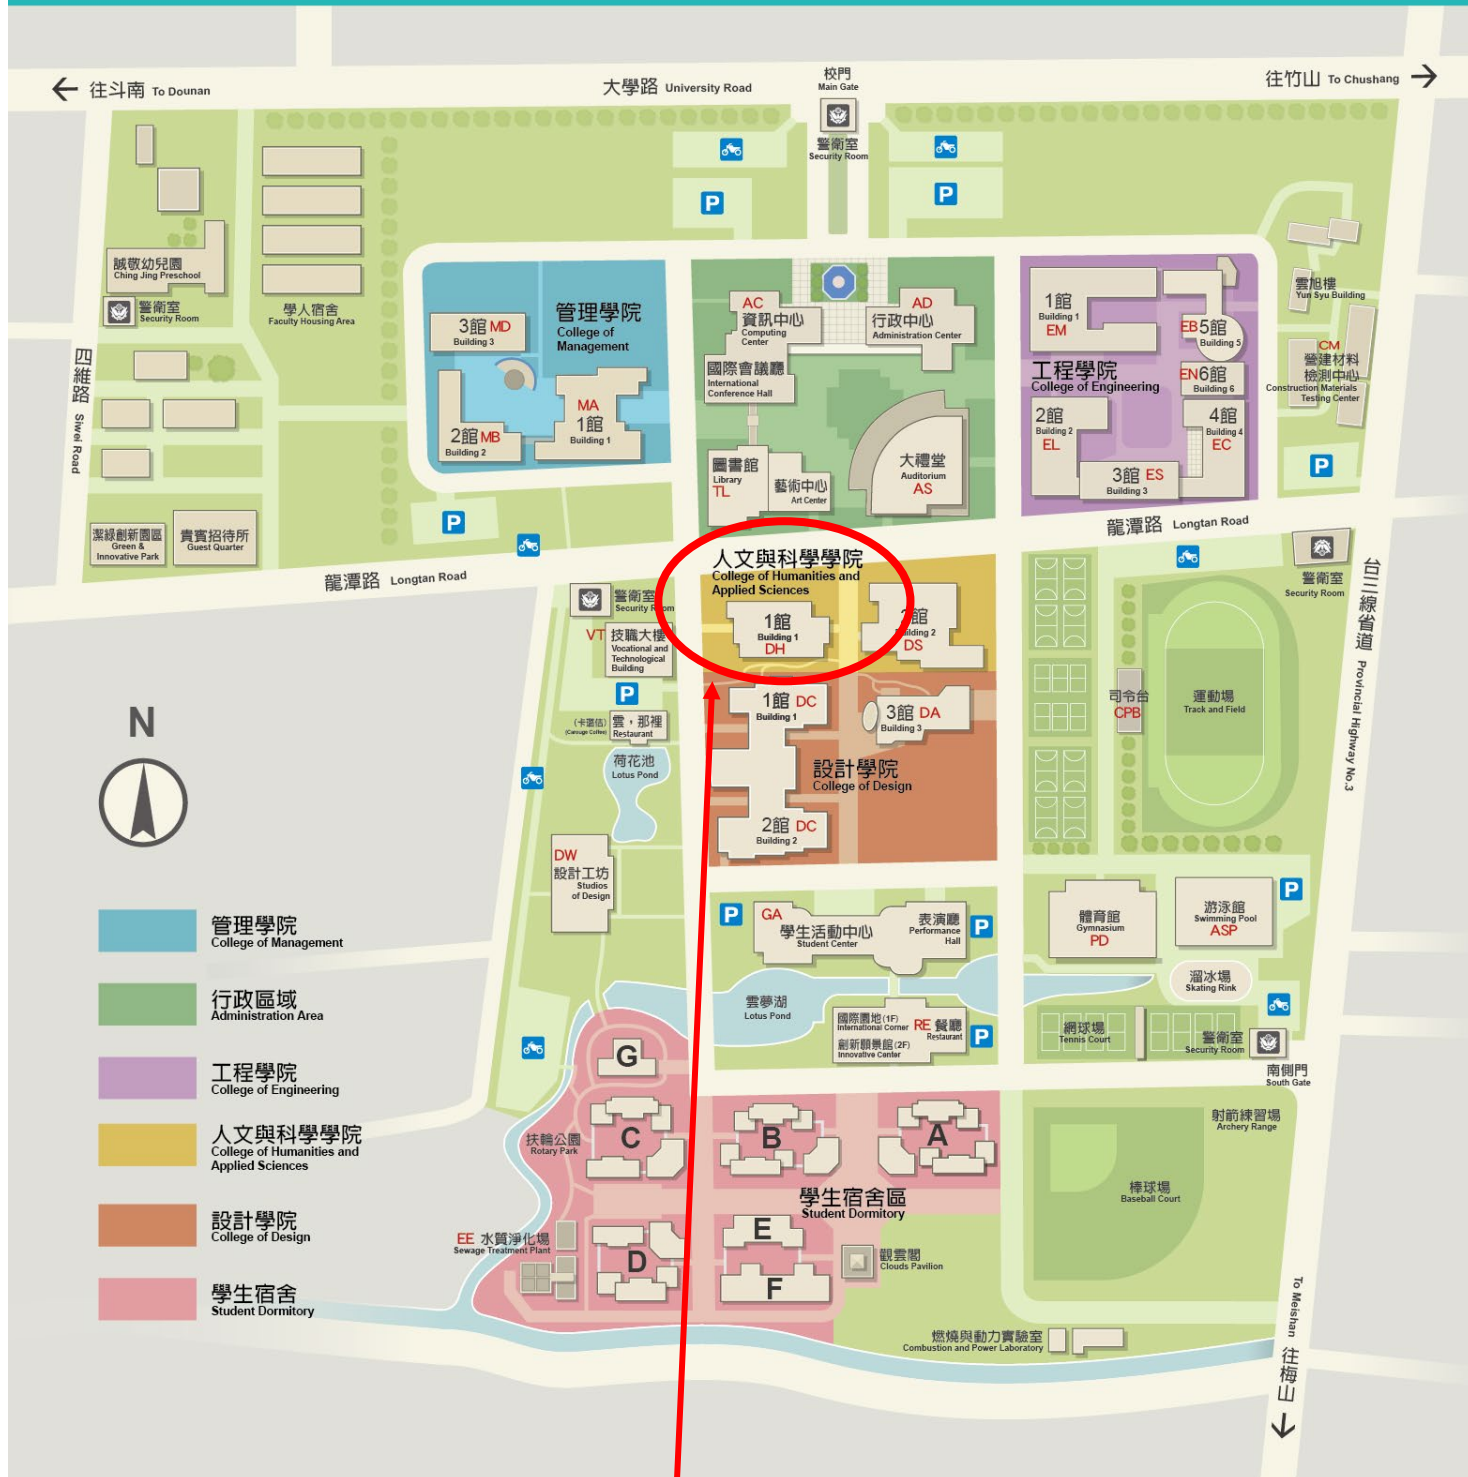 往斗南 To Dounan
大學路 University Road
校門
Main Gate
往竹山 To Chushang
警衛室
Security Room
P
P
誠敬幼兒園
Ching Jing Preschool
警衛室
Security Room
學人宿舍
Faculty Housing Area
四維路 Siwei Road
管理學院
College of
Management
3館 MD
Building 3
MA
1館
Building 1
2館 MB
Building 2
AC
資訊中心
Computing
Center
AD
行政中心
Administration Center
國際會議廳
International
Conference Hall
圖書館
Library
TL
藝術中心
Art Center
大禮堂
Auditorium
AS
1館
Building 1
EM
EB 5館
Building 5
工程學院
College of Engineering
EN 6館
Building 6
2館
Building 2
EL
4館
Building 4
EC
3館 ES
Building 3
雲旭樓
Yun Syu Building
CM
營建材料
檢測中心
Construction Materials
Testing Center
P
潔綠創新園區
Green &
Innovative Park
貴賓招待所
Guest Quarter
P
龍潭路 Longtan Road
龍潭路 Longtan Road
警衛室
Security Room
台三線省道 Provincial Highway No.3
人文與科學學院
College of Humanities and
Applied Sciences
1館
Building 1
DH
2館
Building 2
DS
警衛室
Security Room
VT 技職大樓
Vocational and
Technological
Building
P
雲，那裡
Restaurant
荷花池
Lotus Pond
1館 DC
Building 1
3館 DA
Building 3
設計學院
College of Design
2館 DC
Building 2
司令台
CPB
運動場
Track and Field
N
DW
設計工坊
Studios
of Design
P
GA
學生活動中心
Student Center
表演廳
Performance
Hall
P
體育館
Gymnasium
PD
游泳館
Swimming Pool
ASP
P
溜冰場
Skating Rink
雲夢湖
Lotus Pond
國際園地(1F)
International Corner
創新願景館(2F)
Innovative Center
RE 餐廳
Restaurant
P
網球場
Tennis Court
警衛室
Security Room
南側門
South Gate
管理學院
College of Management
行政區域
Administration Area
工程學院
College of Engineering
人文與科學學院
College of Humanities and
Applied Sciences
設計學院
College of Design
學生宿舍
Student Dormitory
G
C
B
A
扶輪公園
Rotary Park
學生宿舍區
Student Dormitory
射箭練習場
Archery Range
棒球場
Baseball Court
EE 水質淨化場
Sewage Treatment Plant
D
E
F
觀雲閣
Clouds Pavilion
燃燒與動力實驗室
Combustion and Power Laboratory
To Meishan 往梅山